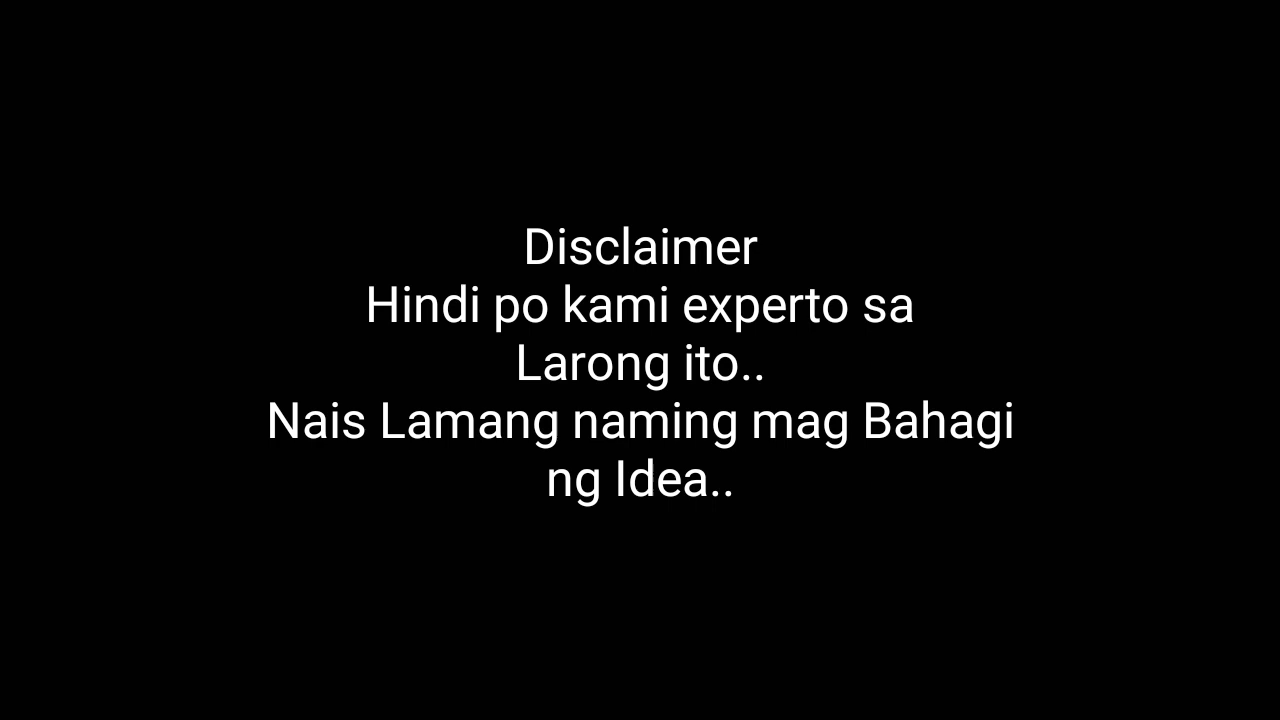 Disclaimer
Hindi po kami experto sa
Larong ito..
Nais Lamang naming mag Bahagi
ng Idea..